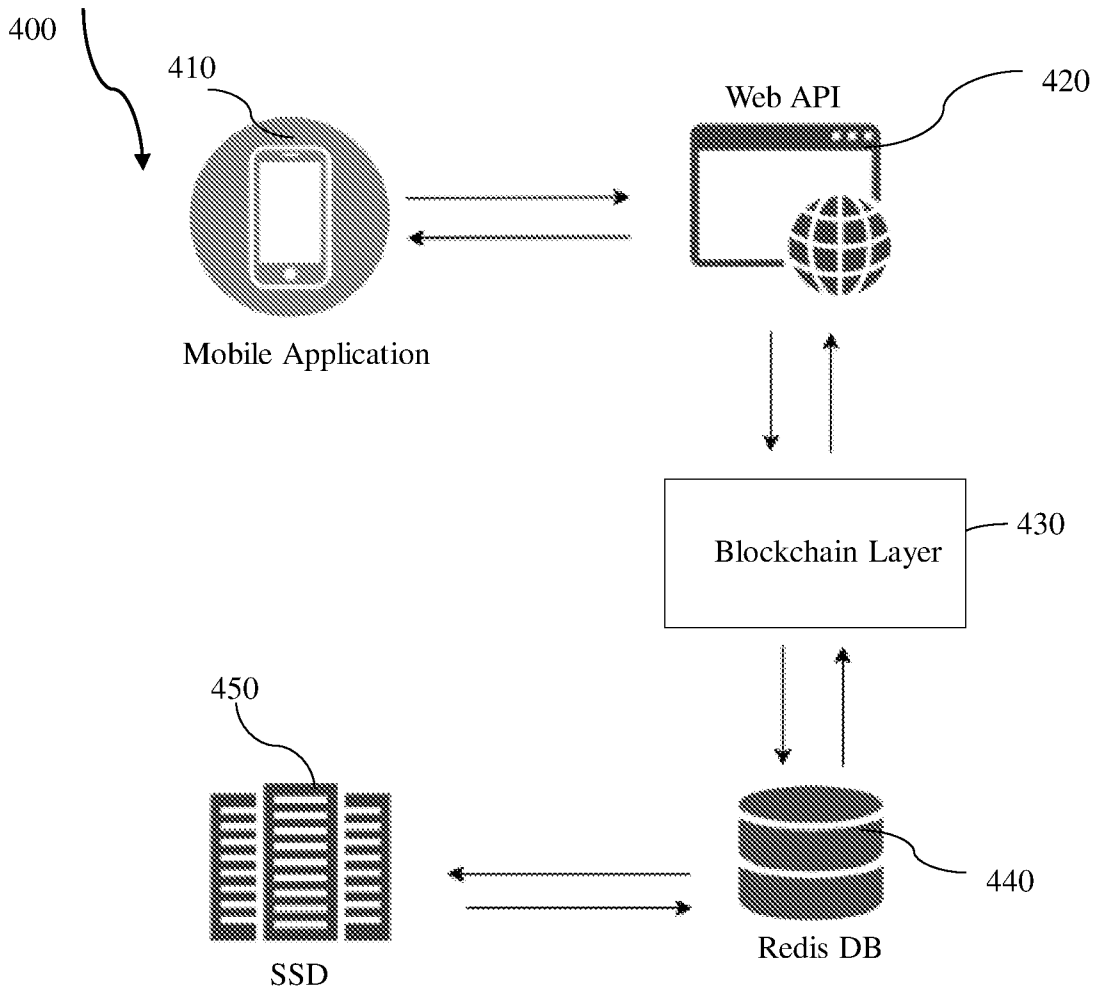 400
410
Web API
420
Mobile Application
Blockchain Layer
430
450
440
Redis DB
SSD